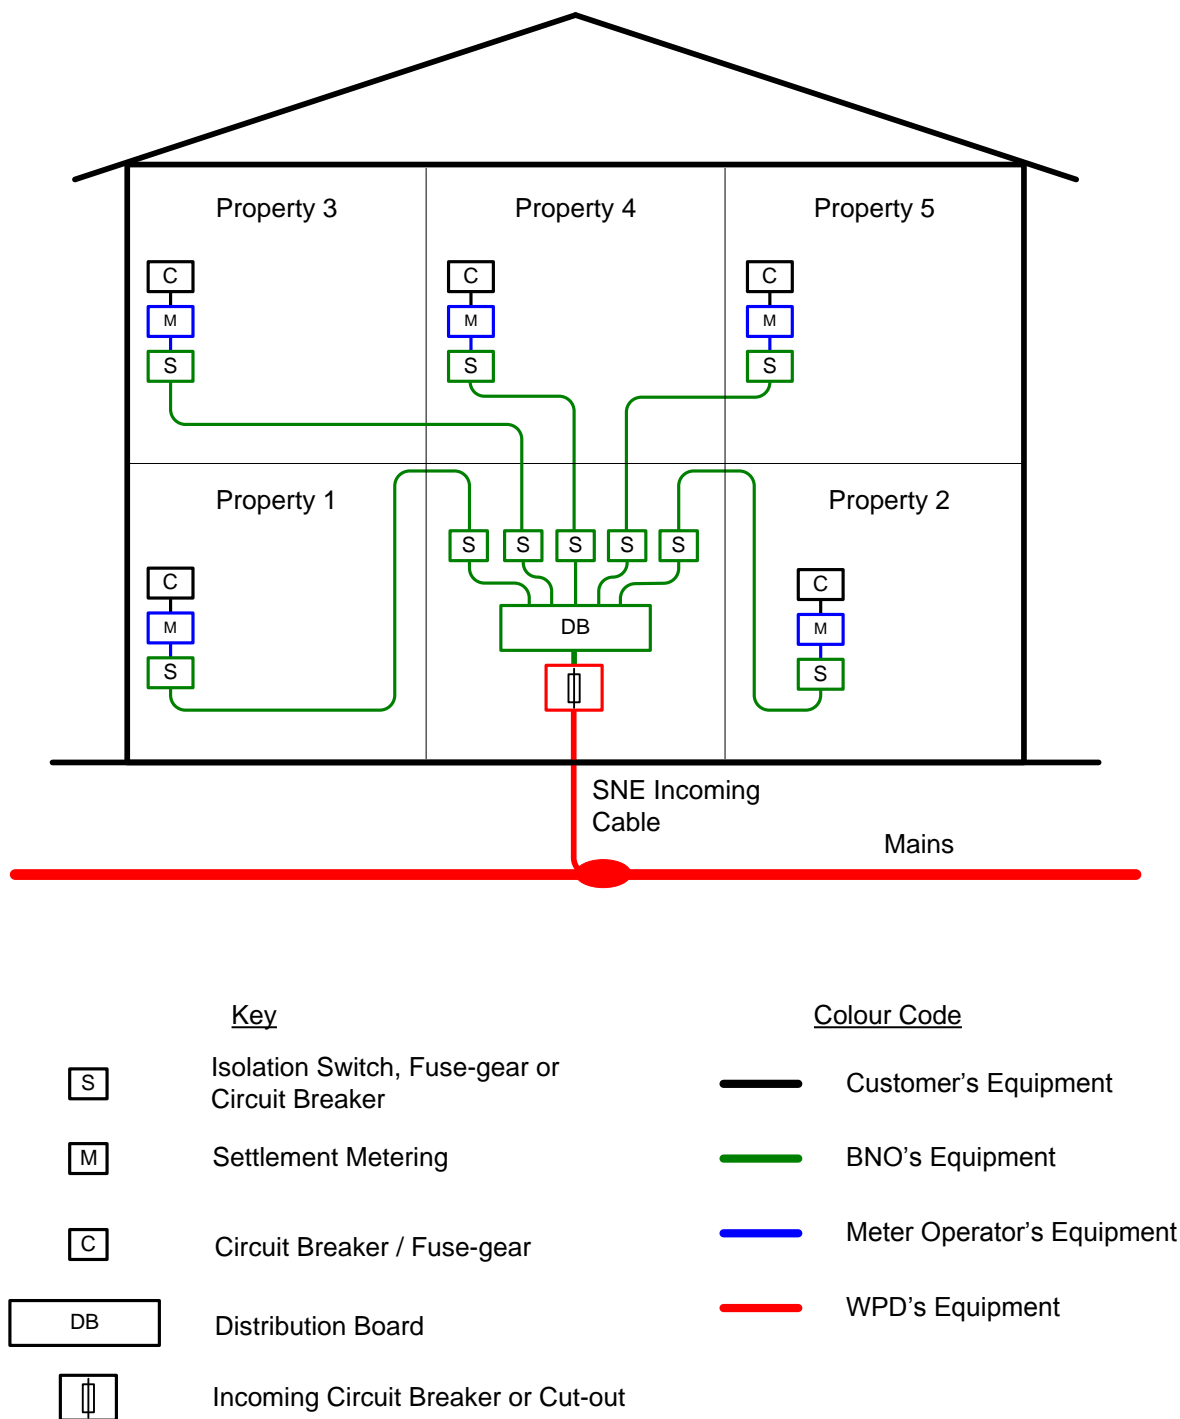 Property 3
Property 4
Property 5
C
C
C
M
M
M
S
S
S
Property 1
Property 2
S
S
S
S
S
C
C
M
M
S
S
DB
SNE Incoming
Cable
Mains
Key
Colour Code
S
Isolation Switch, Fuse-gear or
Circuit Breaker
Customer's Equipment
M
Settlement Metering
BNO's Equipment
C
Circuit Breaker / Fuse-gear
Meter Operator's Equipment
DB
Distribution Board
WPD's Equipment
Incoming Circuit Breaker or Cut-out